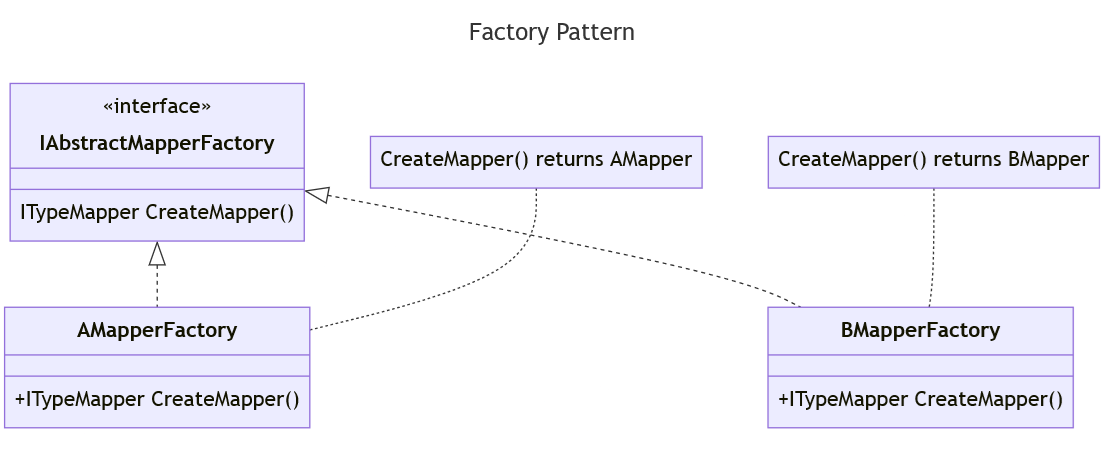 Factory Pattern
«interface»
IAbstractMapperFactory
ITypeMapper CreateMapper()
CreateMapper() returns AMapper
CreateMapper() returns BMapper
AMapperFactory
+ITypeMapper CreateMapper()
BMapperFactory
+ITypeMapper CreateMapper()